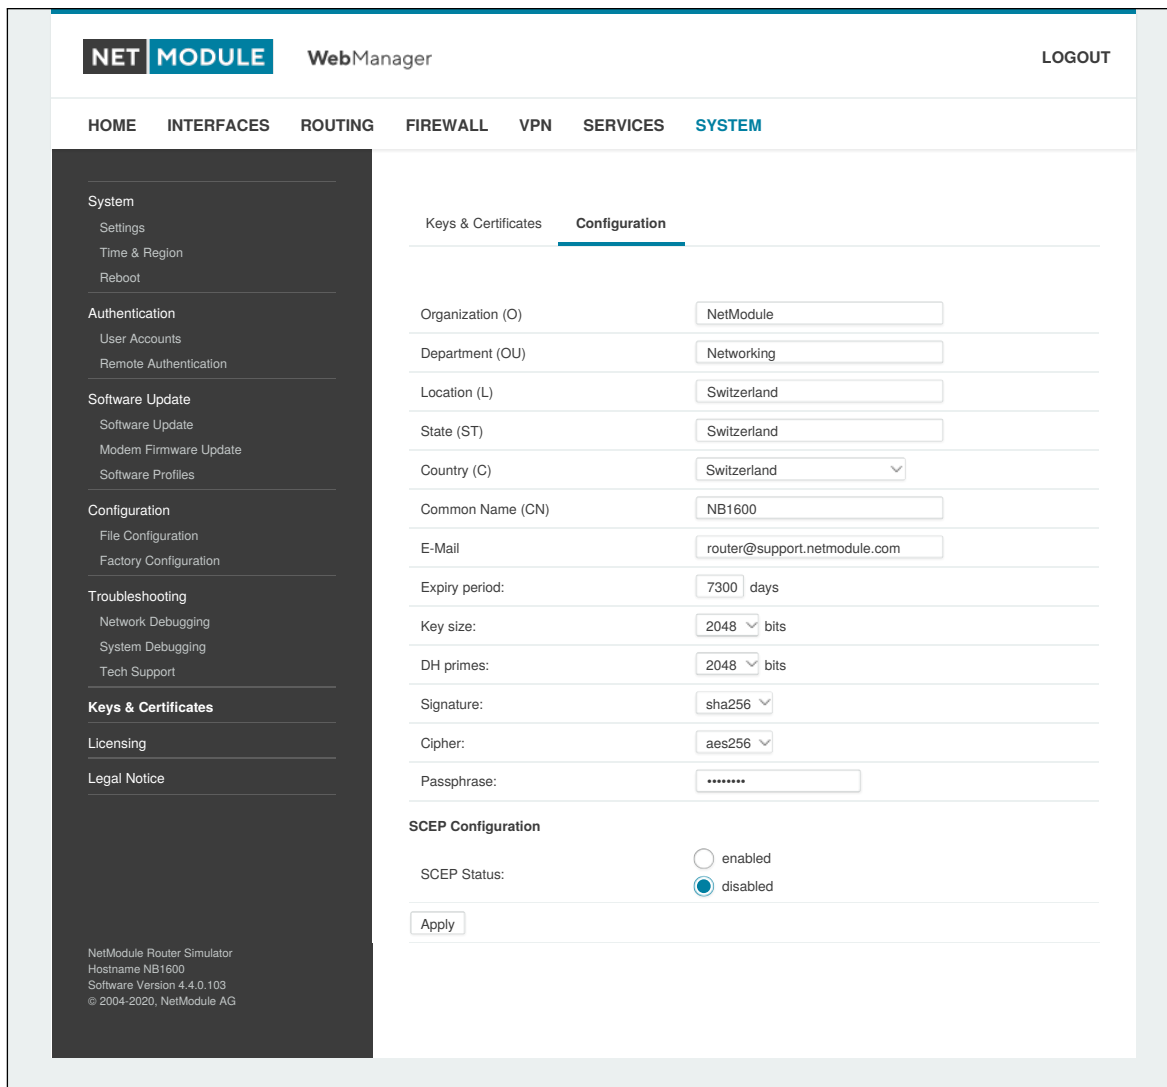 NET MODULE WebManager LOGOUT
HOME INTERFACES ROUTING FIREWALL VPN SERVICES SYSTEM
System
Settings
Time & Region
Reboot
Authentication
User Accounts
Remote Authentication
Software Update
Software Update
Modem Firmware Update
Software Profiles
Configuration
File Configuration
Factory Configuration
Troubleshooting
Network Debugging
System Debugging
Tech Support
Keys & Certificates
Licensing
Legal Notice
NetModule Router Simulator
Hostname NB1600
Software Version 4.4.0.103
© 2004-2020, NetModule AG
Keys & Certificates Configuration
Organization (O) NetModule
Department (OU) Networking
Location (L) Switzerland
State (ST) Switzerland
Country (C) Switzerland
Common Name (CN) NB1600
E-Mail router@support.netmodule.com
Expiry period: 7300 days
Key size: 2048 bits
DH primes: 2048 bits
Signature: sha256
Cipher: aes256
Passphrase: ••••••••
SCEP Configuration
SCEP Status: enabled
disabled
Apply